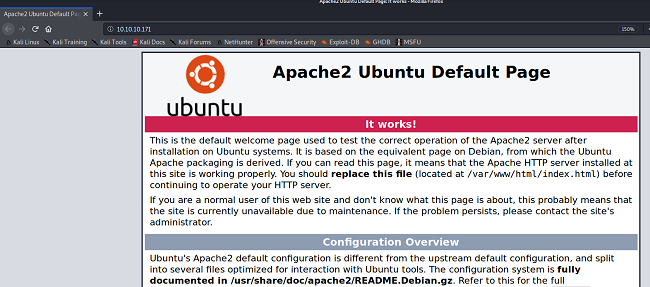 Apache2 Ubuntu Default Page: It works - Mozilla Firefox
Apache2 Ubuntu Default Pag
10.10.10.171
150%
Kali Linux Kali Training Kali Tools Kali Docs Kali Forums NetHunter Offensive Security Exploit-DB GHDB MSFU
Apache2 Ubuntu Default Page
ubuntu
It works!
This is the default welcome page used to test the correct operation of the Apache2 server after
installation on Ubuntu systems. It is based on the equivalent page on Debian, from which the Ubuntu
Apache packaging is derived. If you can read this page, it means that the Apache HTTP server installed at
this site is working properly. You should replace this file (located at /var/www/html/index.html) before
continuing to operate your HTTP server.
If you are a normal user of this web site and don't know what this page is about, this probably means that
the site is currently unavailable due to maintenance. If the problem persists, please contact the site's
administrator.
Configuration Overview
Ubuntu's Apache2 default configuration is different from the upstream default configuration, and split
into several files optimized for interaction with Ubuntu tools. The configuration system is fully
documented in /usr/share/doc/apache2/README.Debian.gz. Refer to this for the full